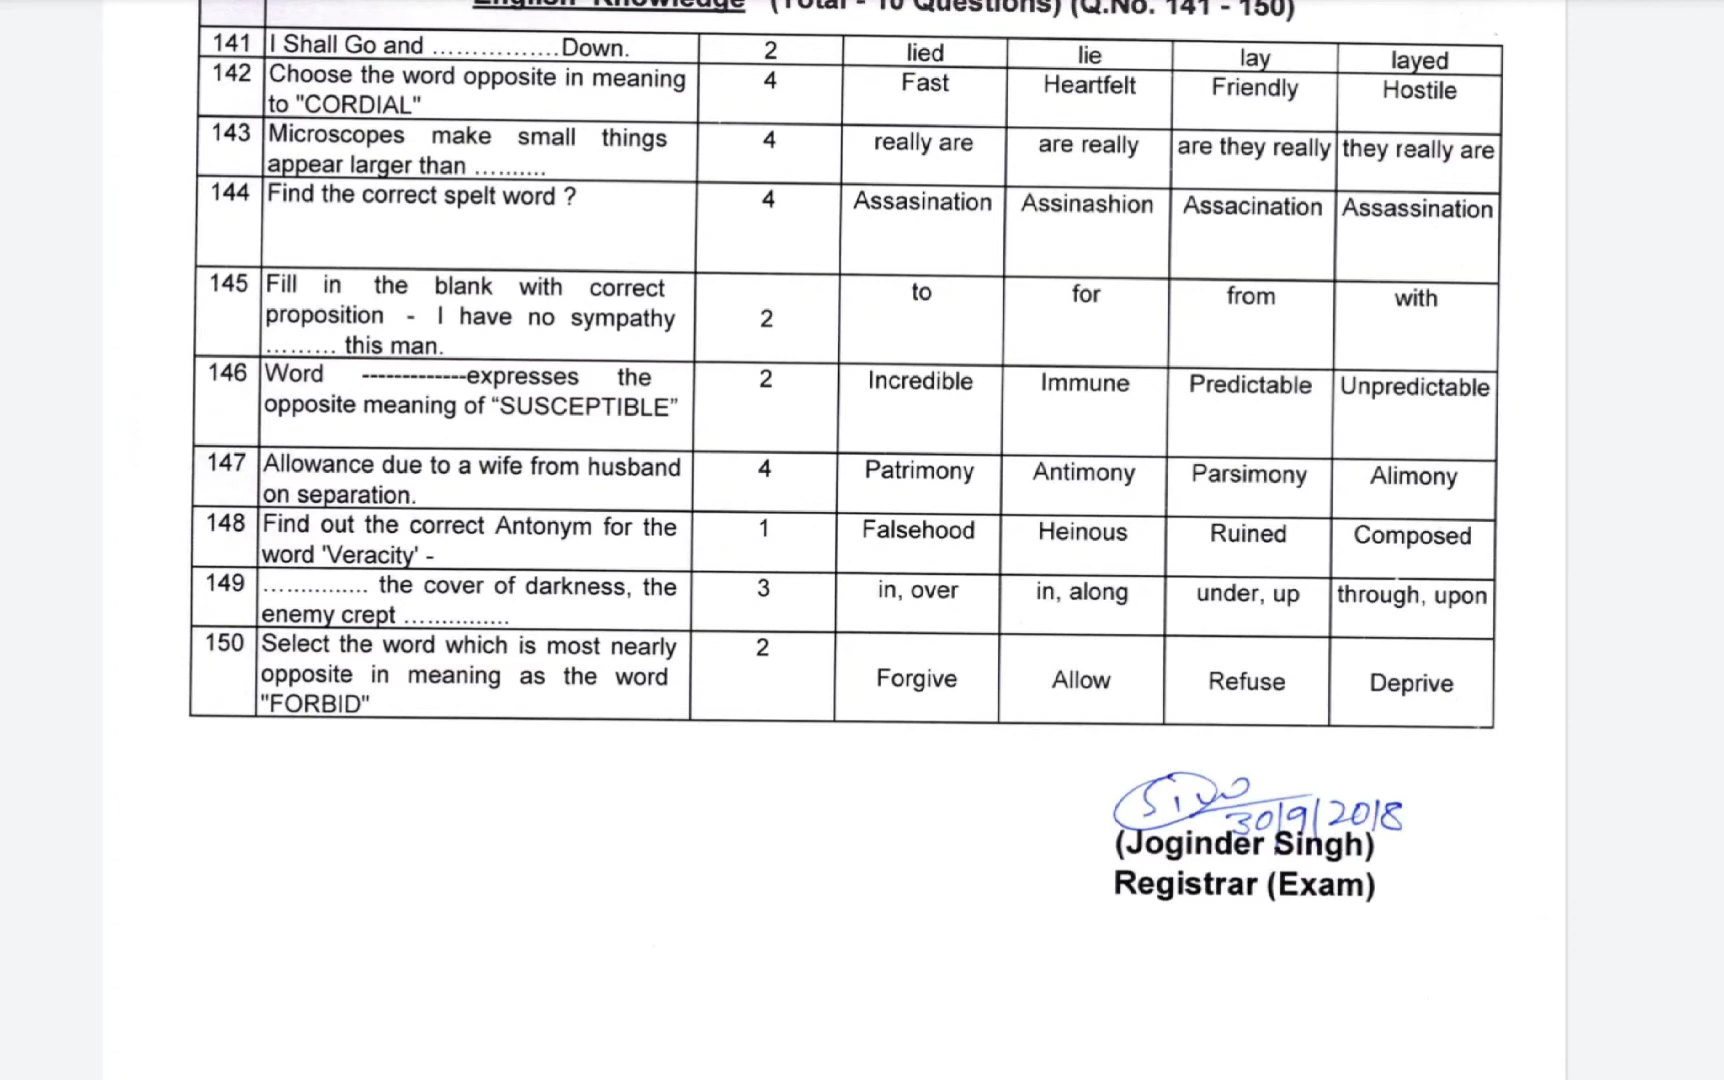 English Knowledge (Total - 10 Questions) (Q.No. 141 - 150)
141 I Shall Go and ...............Down. 2 lied lie lay layed
142 Choose the word opposite in meaning 4 Fast Heartfelt Friendly Hostile
to "CORDIAL"
143 Microscopes make small things 4 really are are really are they really they really are
appear larger than ..........
144 Find the correct spelt word ? 4 Assasination Assinashion Assacination Assassination
145 Fill in the blank with correct to for from with
proposition - I have no sympathy 2
......... this man.
146 Word -------------expresses the 2 Incredible Immune Predictable Unpredictable
opposite meaning of “SUSCEPTIBLE”
147 Allowance due to a wife from husband 4 Patrimony Antimony Parsimony Alimony
on separation.
148 Find out the correct Antonym for the 1 Falsehood Heinous Ruined Composed
word 'Veracity' -
149 ............... the cover of darkness, the 3 in, over in, along under, up through, upon
enemy crept ...............
150 Select the word which is most nearly 2
opposite in meaning as the word Forgive Allow Refuse Deprive
"FORBID"
30/9/2018
(Joginder Singh)
Registrar (Exam)